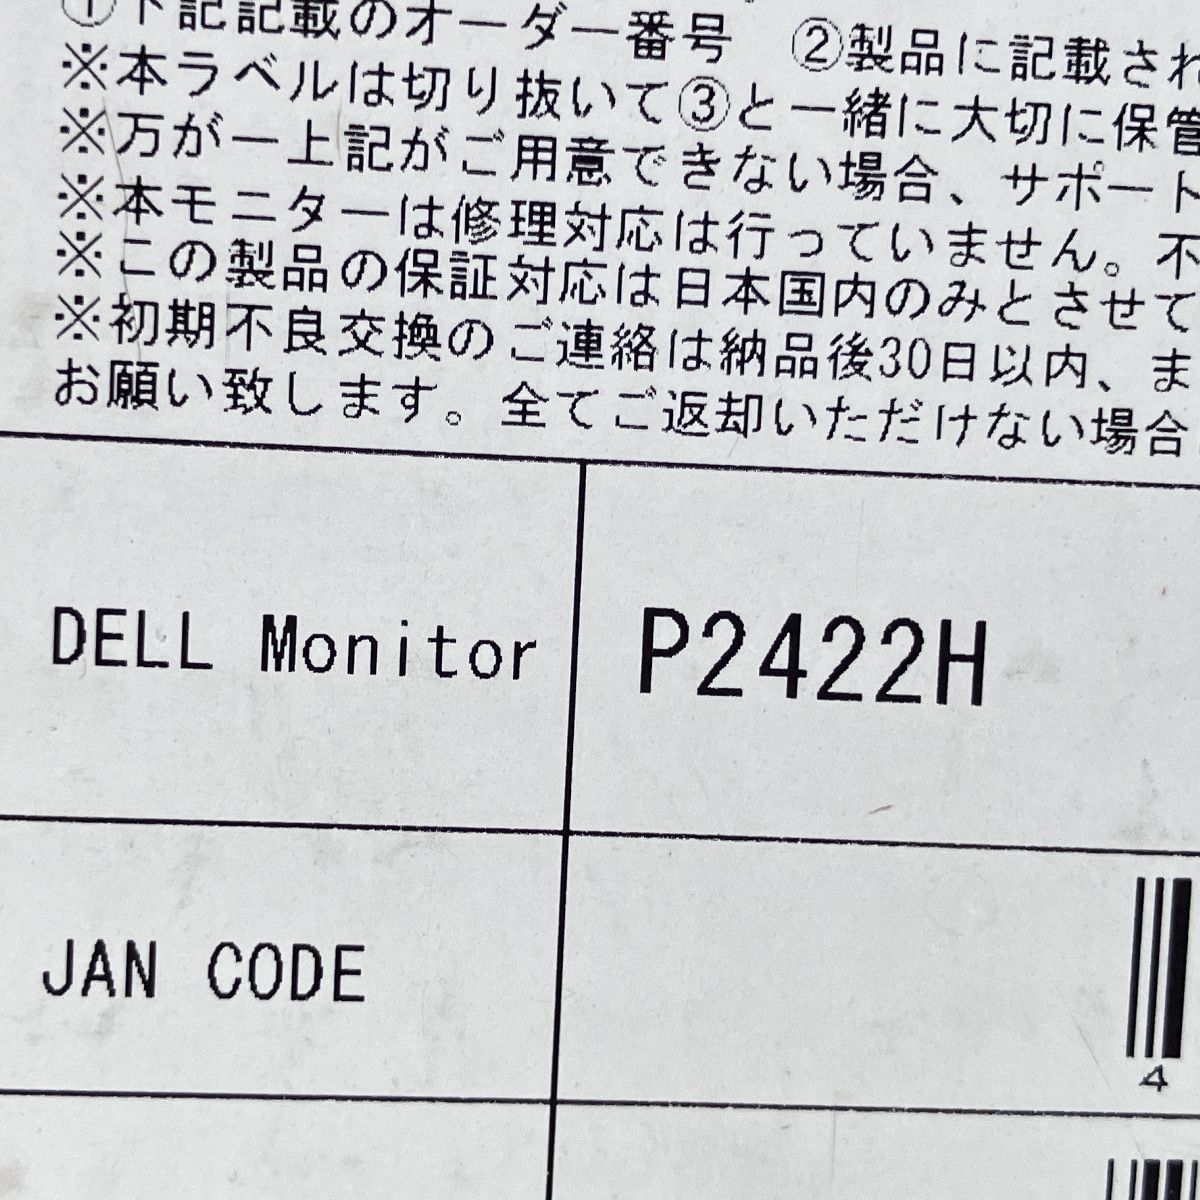 ①下記記載のオーダー番号　②製品に記載され
※本ラベルは切り抜いて③と一緒に大切に保管
※万が一上記がご用意できない場合、サポート
※本モニターは修理対応は行っていません。不
※この製品の保証対応は日本国内のみとさせて
※初期不良交換のご連絡は納品後30日以内、ま
お願い致します。全てご返却いただけない場合
DELL Monitor
P2422H
JAN CODE
4